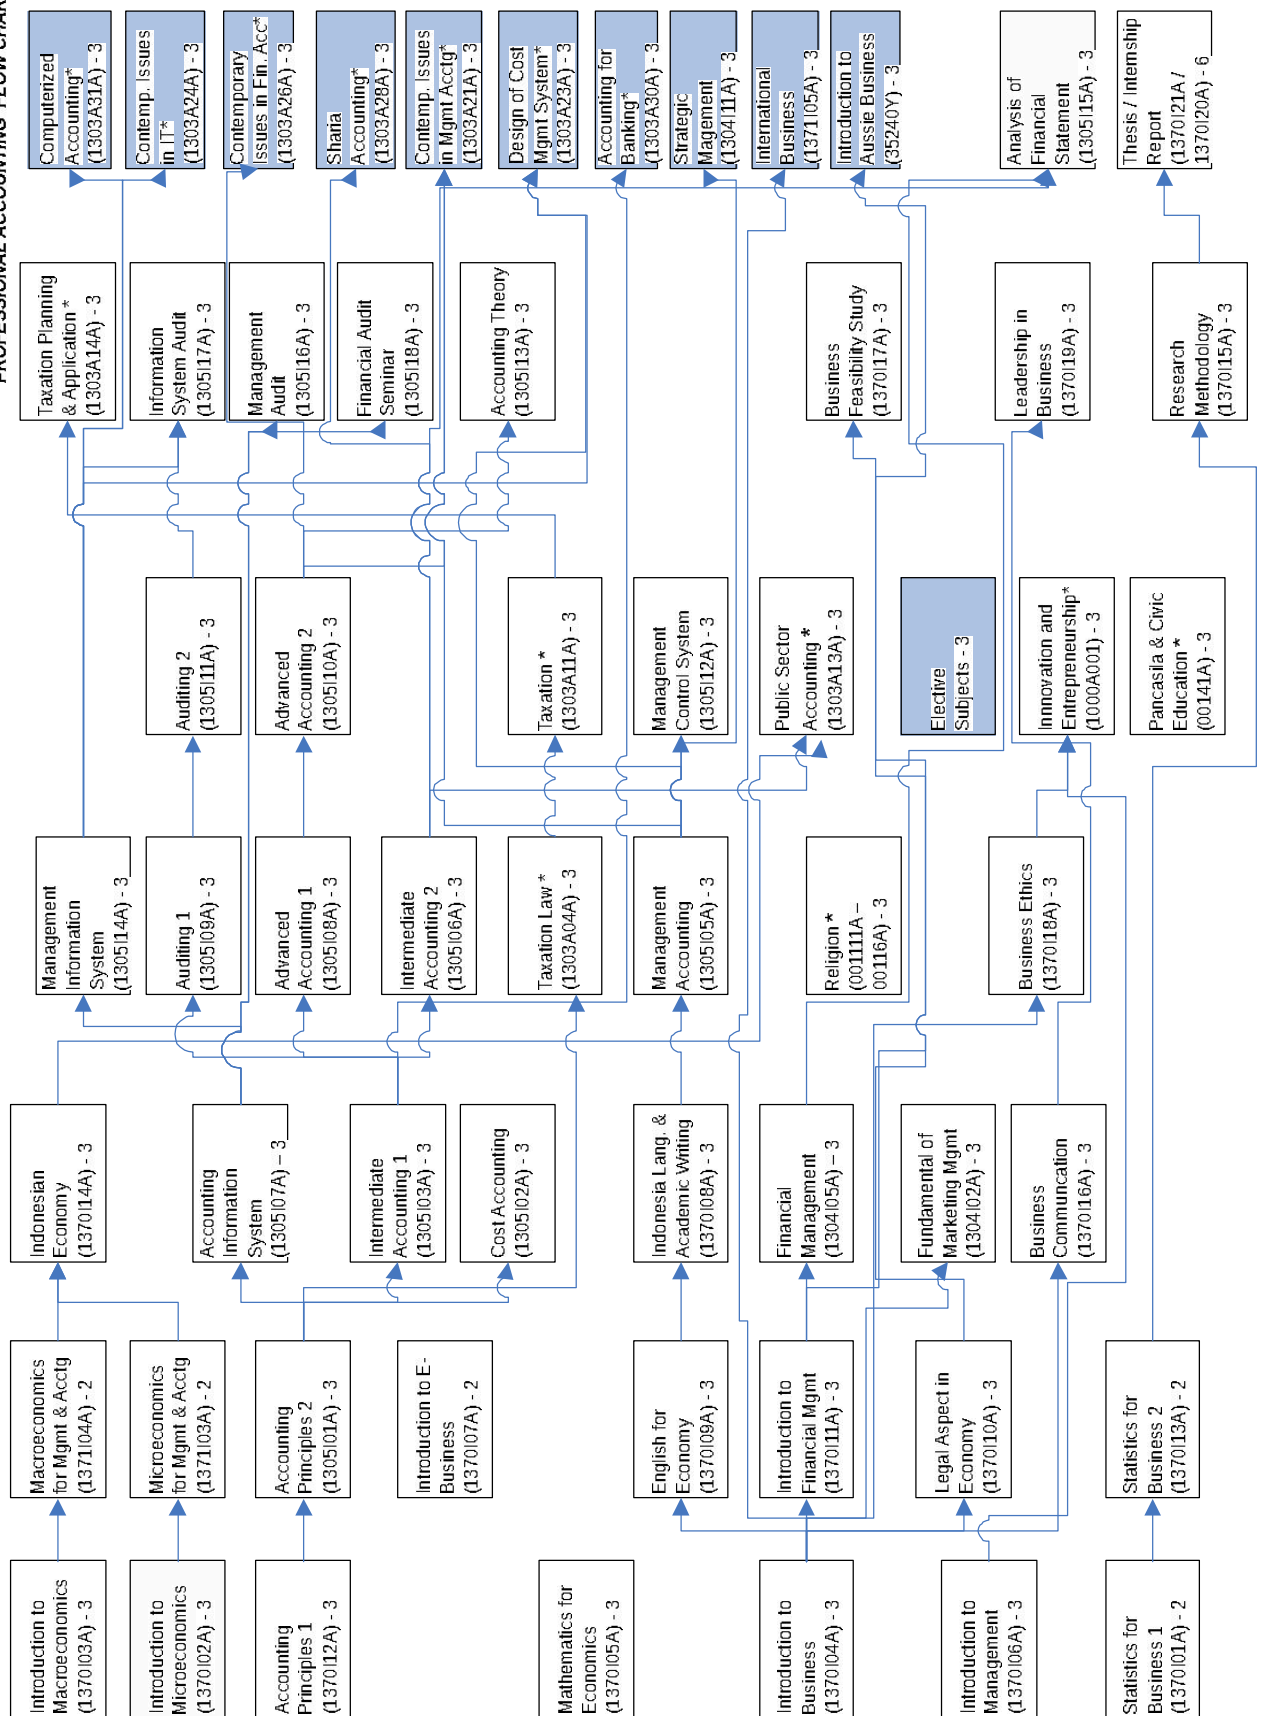 PROFESSIONAL ACCOUNTING FLOW CHAR
Introduction to
Macroeconomics
(1370I03A) - 3
Introduction to
Microeconomics
(1370I02A) - 3
Accounting
Principles 1
(1370I12A) - 3
Mathematics for
Economics
(1370I05A) - 3
Introduction to
Business
(1370I04A) - 3
Introduction to
Management
(1370I06A) - 3
Statistics for
Business 1
(1370I01A) - 2
Macroeconomics
for Mgmt & Acctg
(1371I04A) - 2
Microeconomics
for Mgmt & Acctg
(1371I03A) - 2
Accounting
Principles 2
(1305I01A) - 3
Introduction to E-
Business
(1370I07A) - 2
English for
Economy
(1370I09A) - 3
Introduction to
Financial Mgmt
(1370I11A) - 3
Legal Aspect in
Economy
(1370I10A) - 3
Statistics for
Business 2
(1370I13A) - 2
Indonesian
Economy
(1370I14A) - 3
Accounting
Information
System
(1305I07A) – 3
Intermediate
Accounting 1
(1305I03A) - 3
Cost Accounting
(1305I02A) - 3
Indonesia Lang. &
Academic Writing
(1370I08A) - 3
Financial
Management
(1304I05A) – 3
Fundamental of
Marketing Mgmt
(1304I02A) - 3
Business
Communcation
(1370I16A) - 3
Management
Information
System
(1305I14A) - 3
Auditing 1
(1305I09A) - 3
Advanced
Accounting 1
(1305I08A) - 3
Intermediate
Accounting 2
(1305I06A) - 3
Taxation Law *
(1303A04A) - 3
Management
Accounting
(1305I05A) - 3
Religion *
(001111A –
00116A) - 3
Business Ethics
(1370I18A) - 3
Auditing 2
(1305I11A) - 3
Advanced
Accounting 2
(1305I10A) - 3
Taxation *
(1303A11A) - 3
Management
Control System
(1305I12A) - 3
Public Sector
Accounting *
(1303A13A) - 3
Elective
Subjects - 3
Innovation and
Entrepreneurship*
(1000A001) - 3
Pancasila & Civic
Education *
(00141A) - 3
Taxation Planning
& Application *
(1303A14A) - 3
Information
System Audit
(1305I17A) - 3
Management
Audit
(1305I16A) - 3
Financial Audit
Seminar
(1305I18A) - 3
Accounting Theory
(1305I13A) - 3
Business
Feasibility Study
(1370I17A) - 3
Leadership in
Business
(1370I19A) - 3
Research
Methodology
(1370I15A) - 3
Computerized
Accounting*
(1303A31A) - 3
Contemp. Issues
in IT*
(1303A24A) - 3
Contemporary
Issues in Fin. Acc*
(1303A26A) - 3
Sharia
Accounting*
(1303A28A) - 3
Contemp. Issues
in Mgmt Acctg*
(1303A21A) - 3
Design of Cost
Mgmt System*
(1303A23A) - 3
Accounting for
Banking*
(1303A30A) - 3
Strategic
Magement
(1304I11A) - 3
International
Business
(1371I05A) - 3
Introduction to
Aussie Business
(35240Y) - 3
Analysis of
Financial
Statement
(1305I15A) - 3
Thesis / Internship
Report
(1370I21A /
1370I20A) - 6